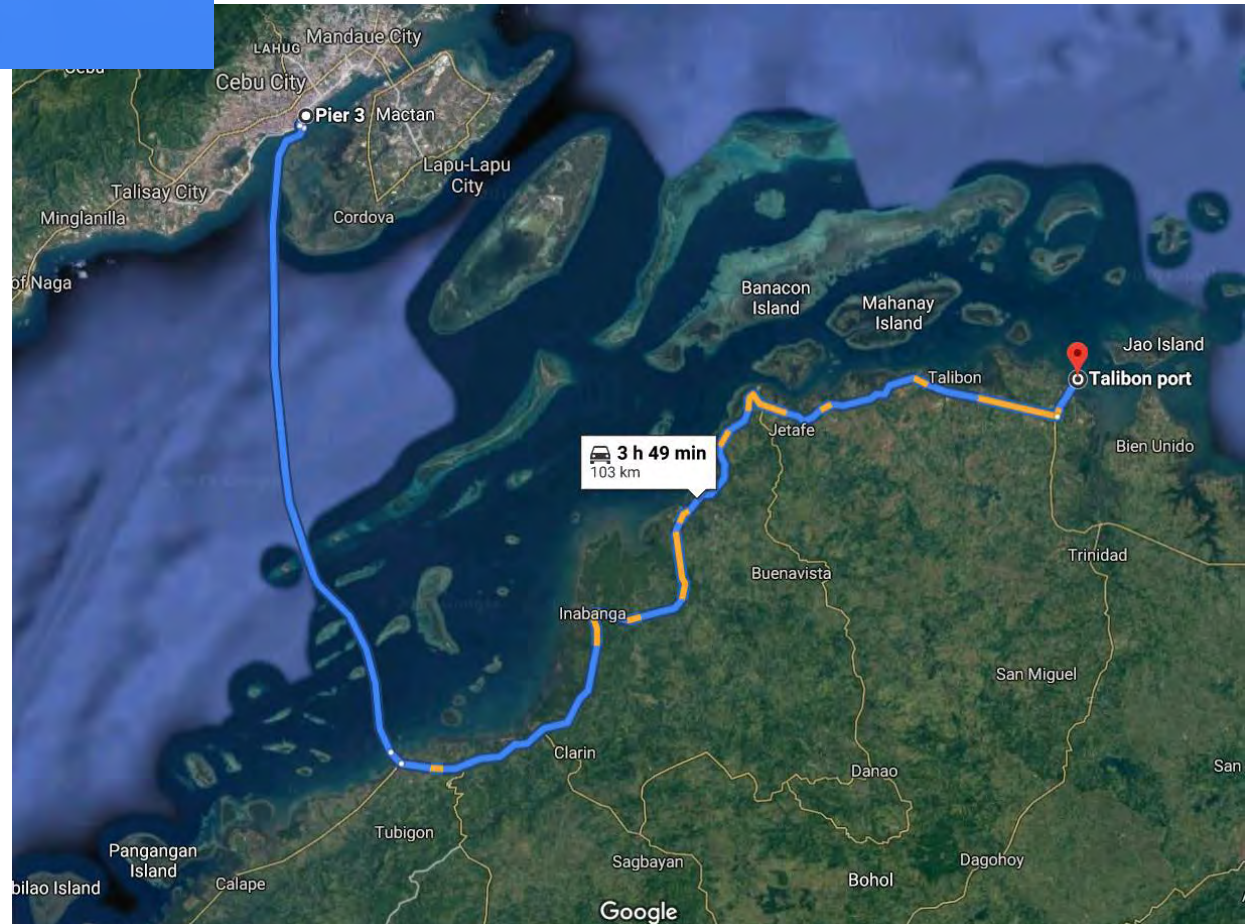 Mandaue City
LAHUG
Cebu
Cebu City
Pier 3
Mactan
Lapu-Lapu
City
Talisay City
Minglanilla
Cordova
of Naga
Banacon
Island
Mahanay
Island
Jao Island
Talibon
Talibon port
Jetafe
Bien Unido
3 h 49 min
103 km
Trinidad
Buenavista
Inabanga
San Miguel
Clarin
Danao
San
Tubigon
Pangangan
Island
Sagbayan
Dagohoy
bilao Island
Calape
Bohol
Google